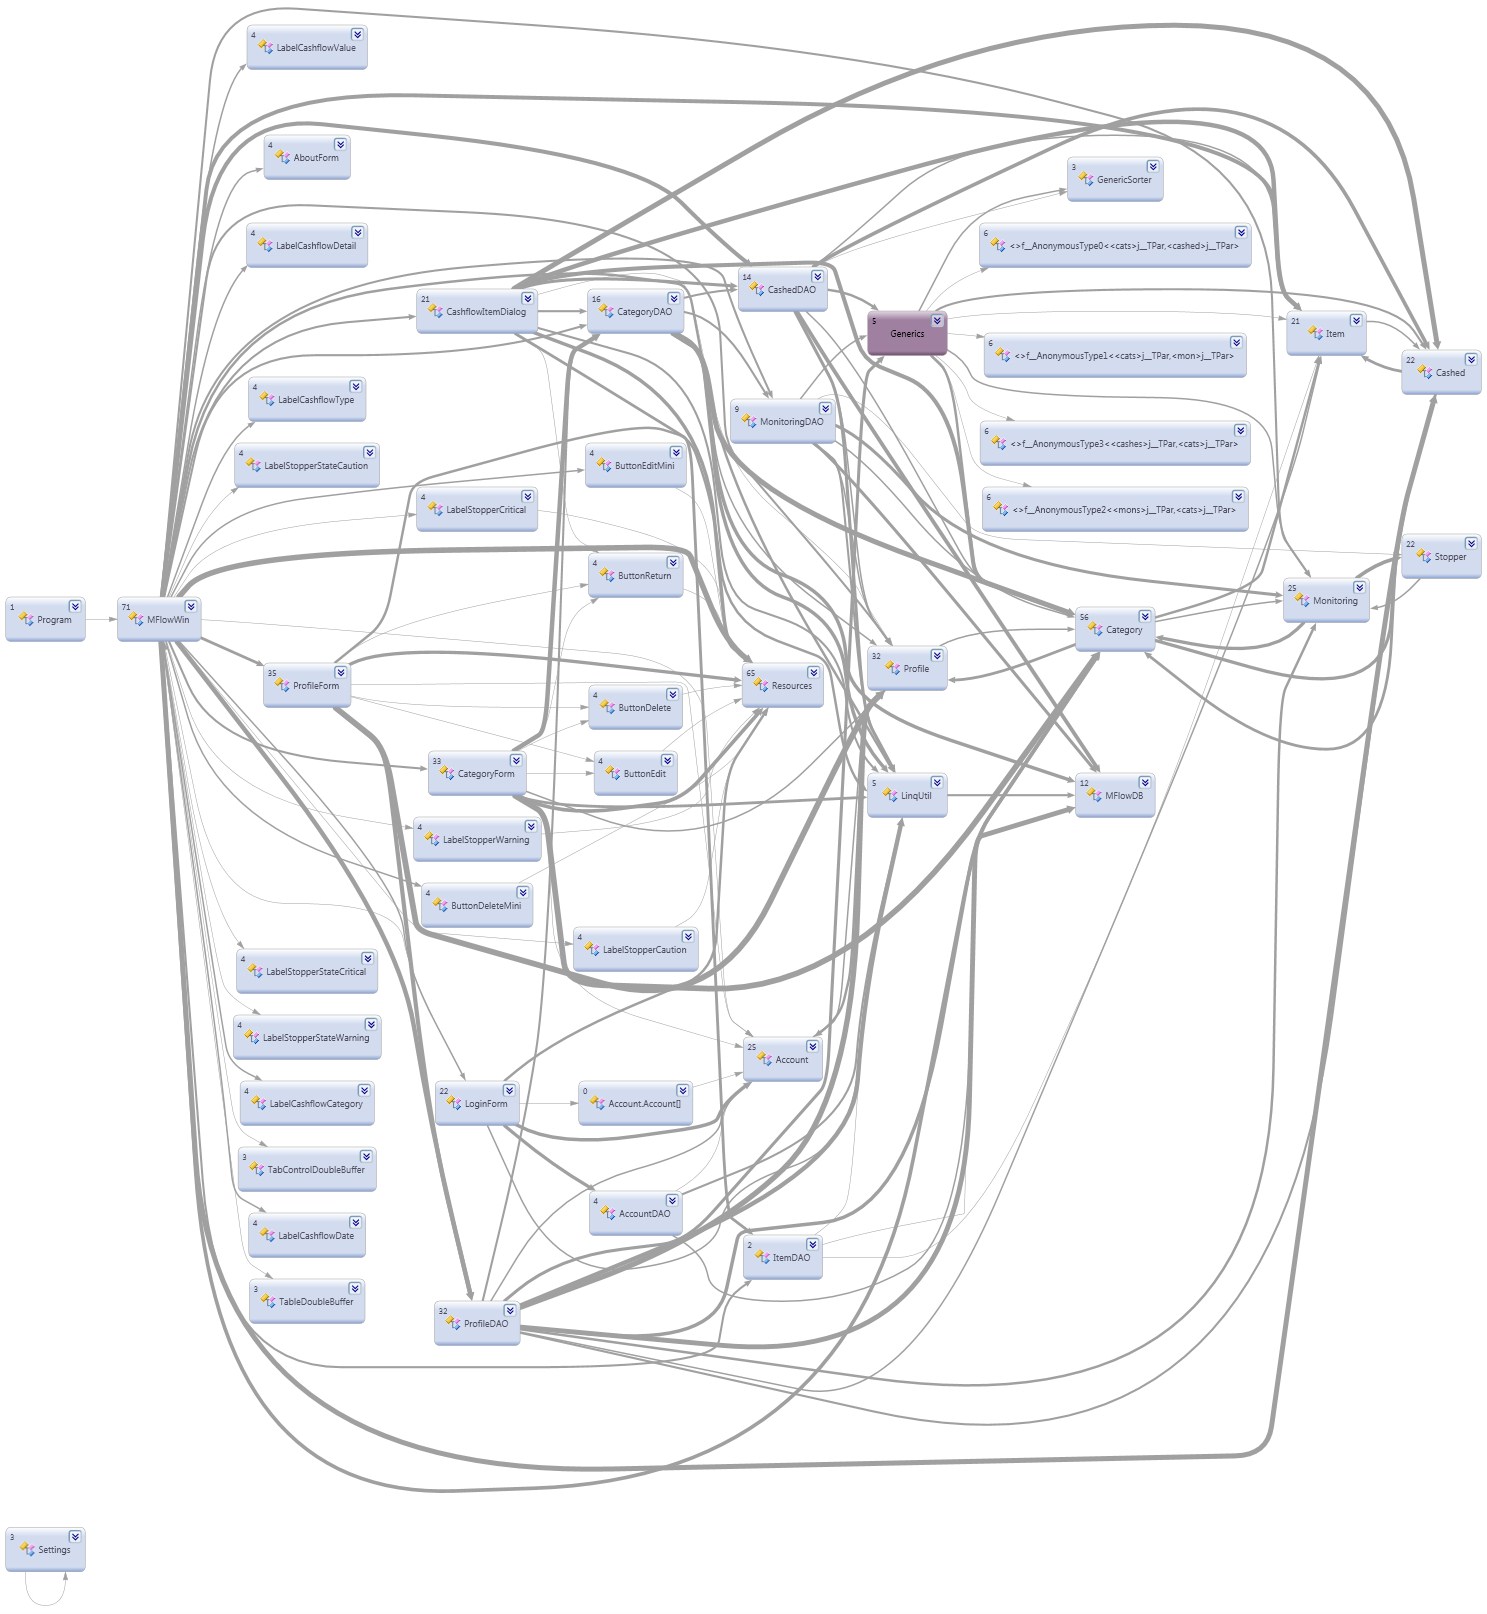 4
LabelCashflowValue
4
AboutForm
3
GenericSorter
4
LabelCashflowDetail
6
<>f__AnonymousType0<<cats>j__TPar,<cashed>j__TPar>
14
CashedDAO
21
CashflowItemDialog
16
CategoryDAO
5
Generics
21
Item
6
<>f__AnonymousType1<<cats>j__TPar,<mon>j__TPar>
22
Cashed
4
LabelCashflowType
9
MonitoringDAO
6
<>f__AnonymousType3<<cashes>j__TPar,<cats>j__TPar>
4
LabelStopperStateCaution
4
ButtonEditMini
4
LabelStopperCritical
6
<>f__AnonymousType2<<mons>j__TPar,<cats>j__TPar>
22
Stopper
4
ButtonReturn
25
Monitoring
1
Program
71
MFlowWin
56
Category
32
Profile
35
ProfileForm
65
Resources
4
ButtonDelete
33
CategoryForm
4
ButtonEdit
5
LinqUtil
12
MFlowDB
4
LabelStopperWarning
4
ButtonDeleteMini
4
LabelStopperCaution
4
LabelStopperStateCritical
4
LabelStopperStateWarning
25
Account
4
LabelCashflowCategory
22
LoginForm
0
Account.Account[]
3
TabControlDoubleBuffer
4
AccountDAO
4
LabelCashflowDate
2
ItemDAO
3
TableDoubleBuffer
32
ProfileDAO
3
Settings